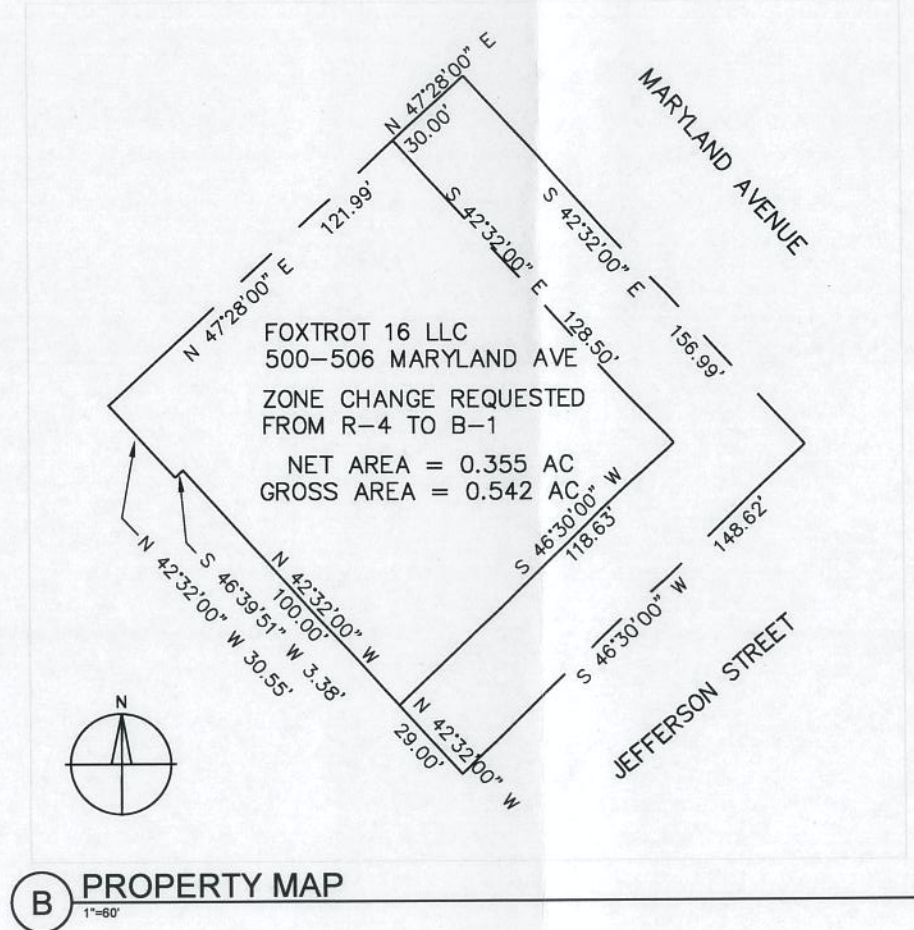 N 47°28'00" E
30.00'
MARYLAND AVENUE
121.99'
N 47°28'00" E
S 42°32'00" E
128.50'
S 42°32'00" E
156.99'
FOXTROT 16 LLC
500-506 MARYLAND AVE
ZONE CHANGE REQUESTED
FROM R-4 TO B-1
NET AREA = 0.355 AC
GROSS AREA = 0.542 AC
S 46°30'00" W
118.63'
148.62'
S 46°30'00" W
JEFFERSON STREET
N 42°32'00" W
100.00'
S 46°39'51" W 3.38'
N 42°32'00" W 30.55'
N 42°32'00" W
29.00'
N
B PROPERTY MAP
1"=60'